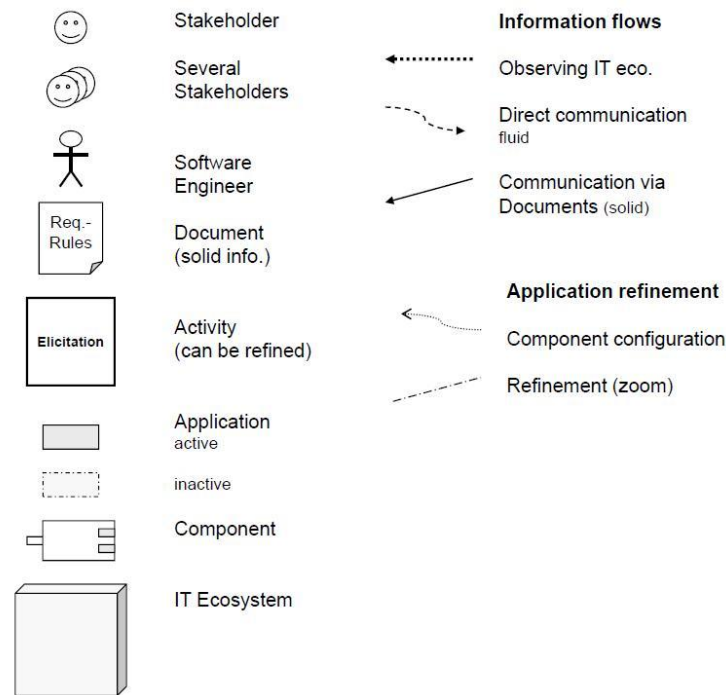 Stakeholder
Several
Stakeholders
Software
Engineer
Req.-
Rules
Document
(solid info.)
Elicitation
Activity
(can be refined)
Application
active
inactive
Component
IT Ecosystem
Information flows
Observing IT eco.
Direct communication
fluid
Communication via
Documents (solid)
Application refinement
Component configuration
Refinement (zoom)